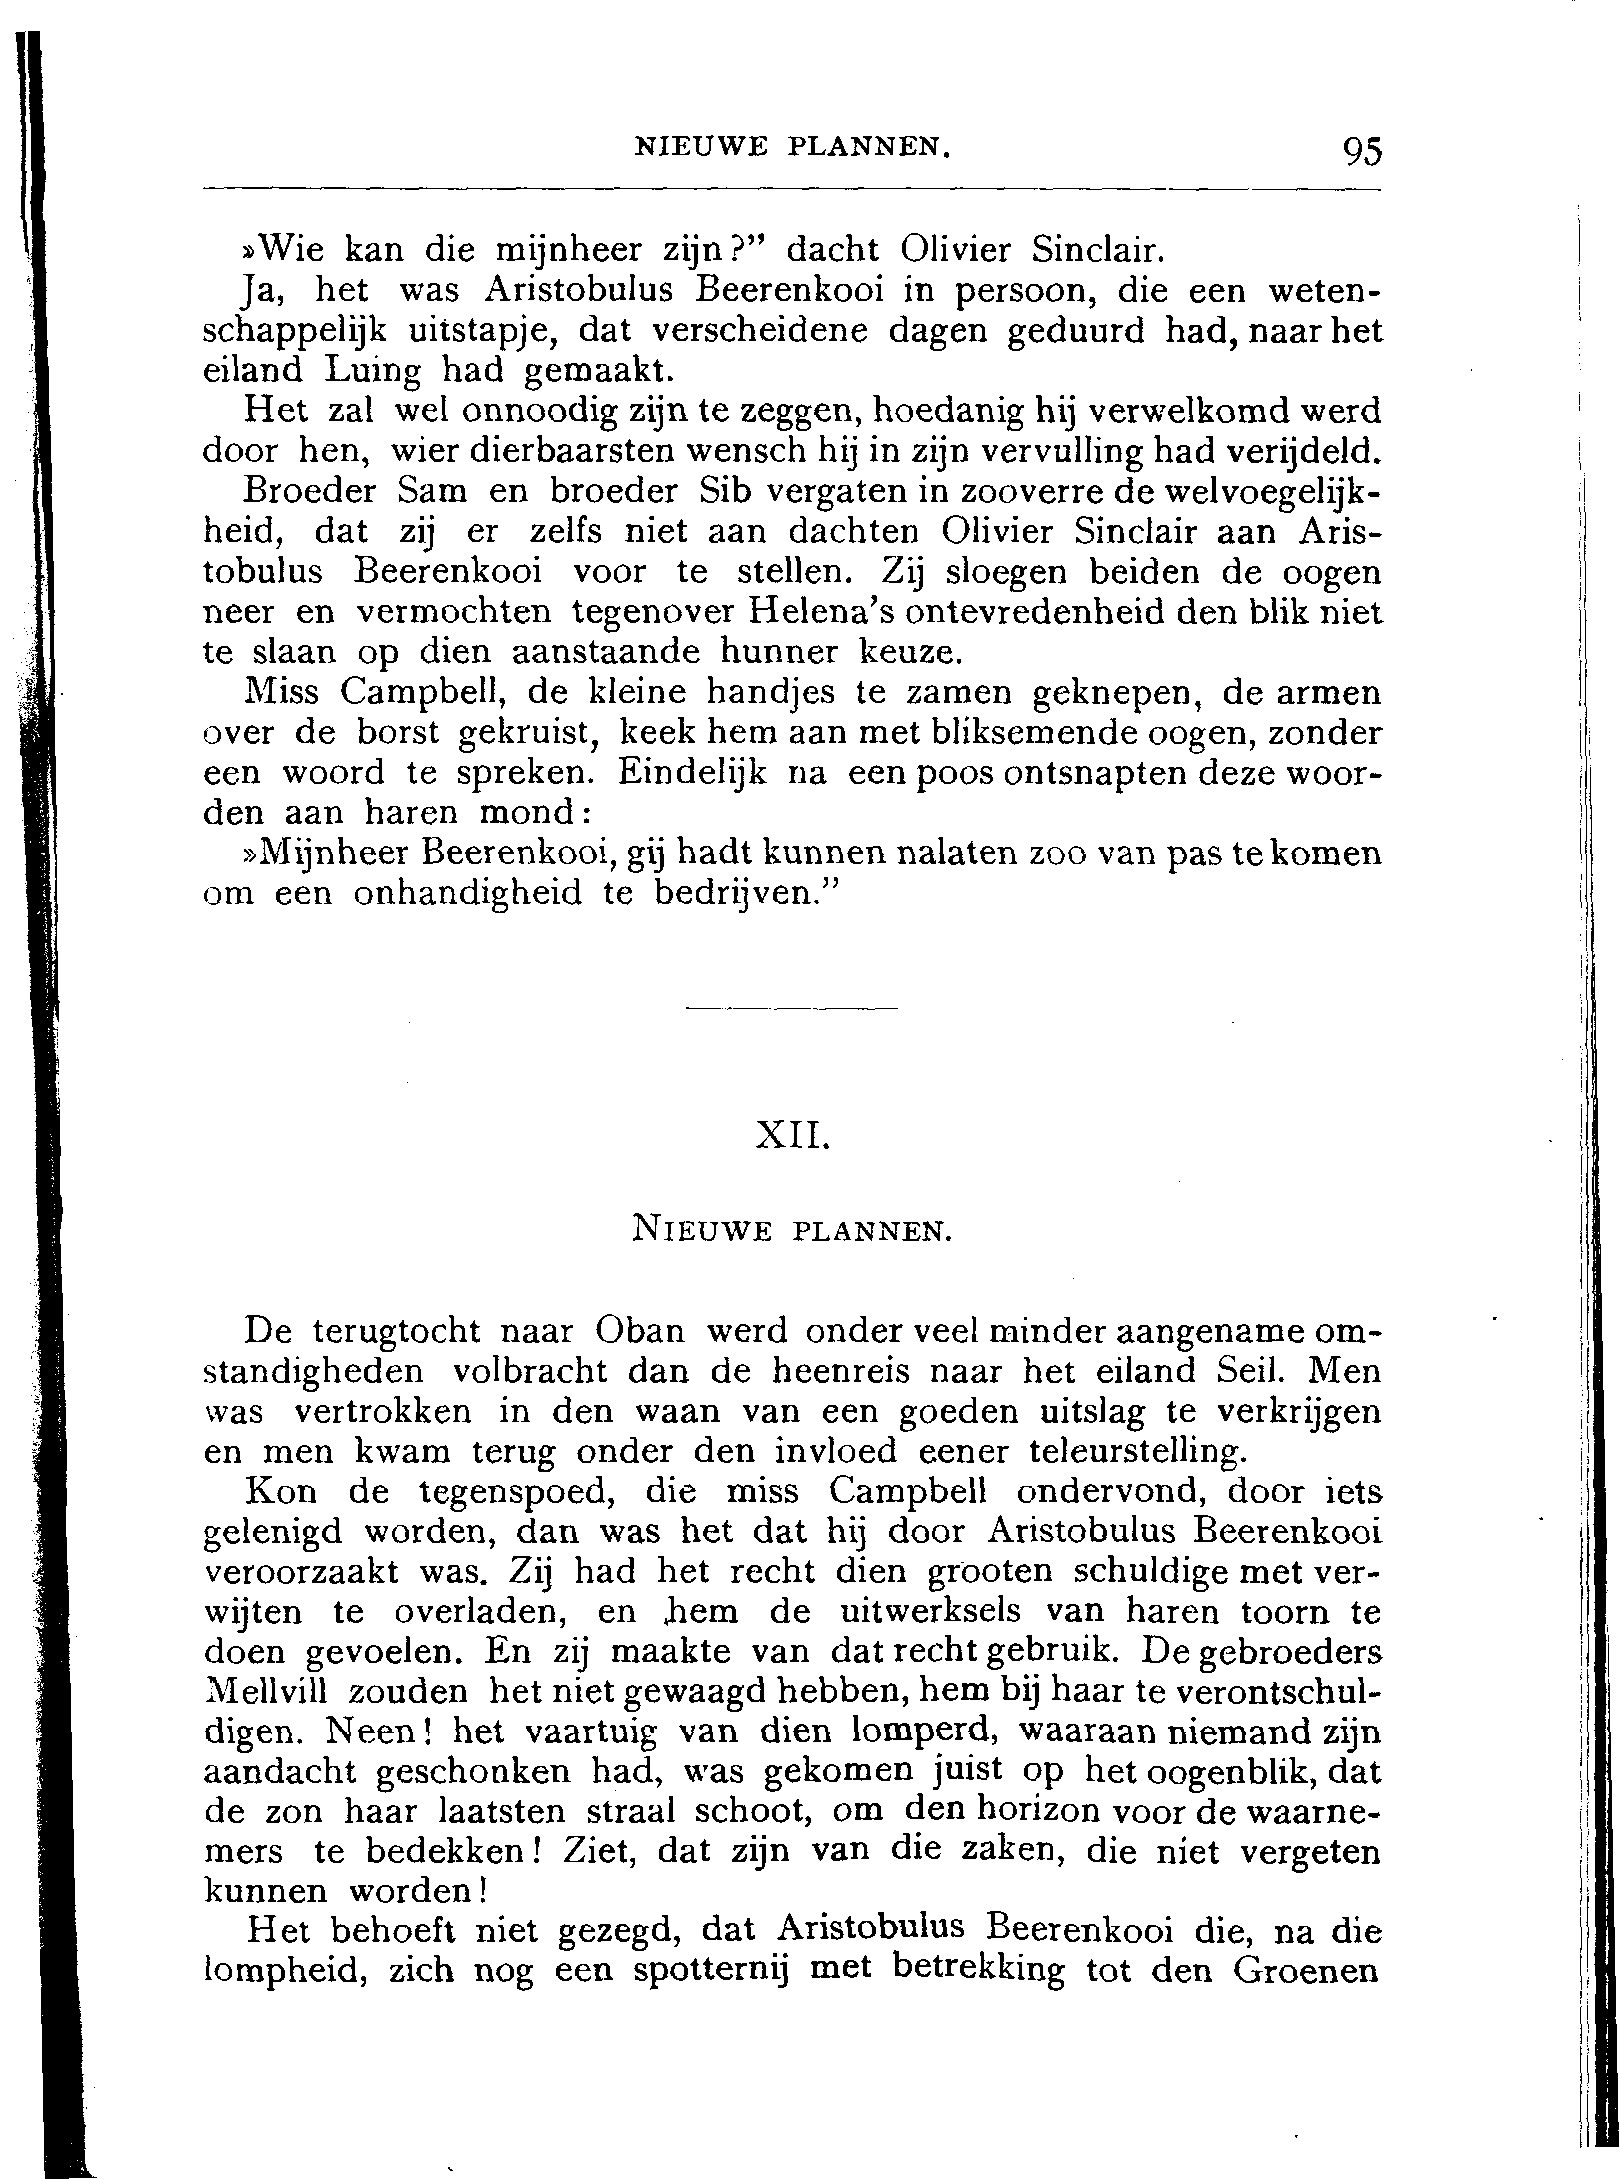 NIEUWE PLANNEN. 95
»Wie kan die mijnheer zijn?” dacht Olivier Sinclair.
Ja, het was Aristobulus Beerenkooi in persoon, die een weten-
schappelijk uitstapje, dat verscheidene dagen geduurd had, naar het
eiland Luing had gemaakt.
Het zal wel onnoodig zijn te zeggen, hoedanig hij verwelkomd werd
door hen, wier dierbaarsten wensch hij in zijn vervulling had verijdeld.
Broeder Sam en broeder Sib vergaten in zooverre de welvoegelijk-
heid, dat zij er zelfs niet aan dachten Olivier Sinclair aan Aris-
tobulus Beerenkooi voor te stellen. Zij sloegen beiden de oogen
neer en vermochten tegenover Helena's ontevredenheid den blik niet
te slaan op dien aanstaande hunner keuze.
Miss Campbell, de kleine handjes te zamen geknepen, de armen
over de borst gekruist, keek hem aan met bliksemende oogen, zonder
een woord te spreken. Eindelijk na een poos ontsnapten deze woor-
den aan haren mond:
»Mijnheer Beerenkooi, gij hadt kunnen nalaten zoo van pas te komen
om een onhandigheid te bedrijven.”
XII.
NIEUWE PLANNEN.
De terugtocht naar Oban werd onder veel minder aangename om-
standigheden volbracht dan de heenreis naar het eiland Seil. Men
was vertrokken in den waan van een goeden uitslag te verkrijgen
en men kwam terug onder den invloed eener teleurstelling.
Kon de tegenspoed, die miss Campbell ondervond, door iets
gelenigd worden, dan was het dat hij door Aristobulus Beerenkooi
veroorzaakt was. Zij had het recht dien grooten schuldige met ver-
wijten te overladen, en hem de uitwerksels van haren toorn te
doen gevoelen. En zij maakte van dat recht gebruik. De gebroeders
Mellvill zouden het niet gewaagd hebben, hem bij haar te verontschul-
digen. Neen! het vaartuig van dien lomperd, waaraan niemand zijn
aandacht geschonken had, was gekomen juist op het oogenblik, dat
de zon haar laatsten straal schoot, om den horizon voor de waarne-
mers te bedekken! Ziet, dat zijn van die zaken, die niet vergeten
kunnen worden!
Het behoeft niet gezegd, dat Aristobulus Beerenkooi die, na die
lompheid, zich nog een spotternij met betrekking tot den Groenen